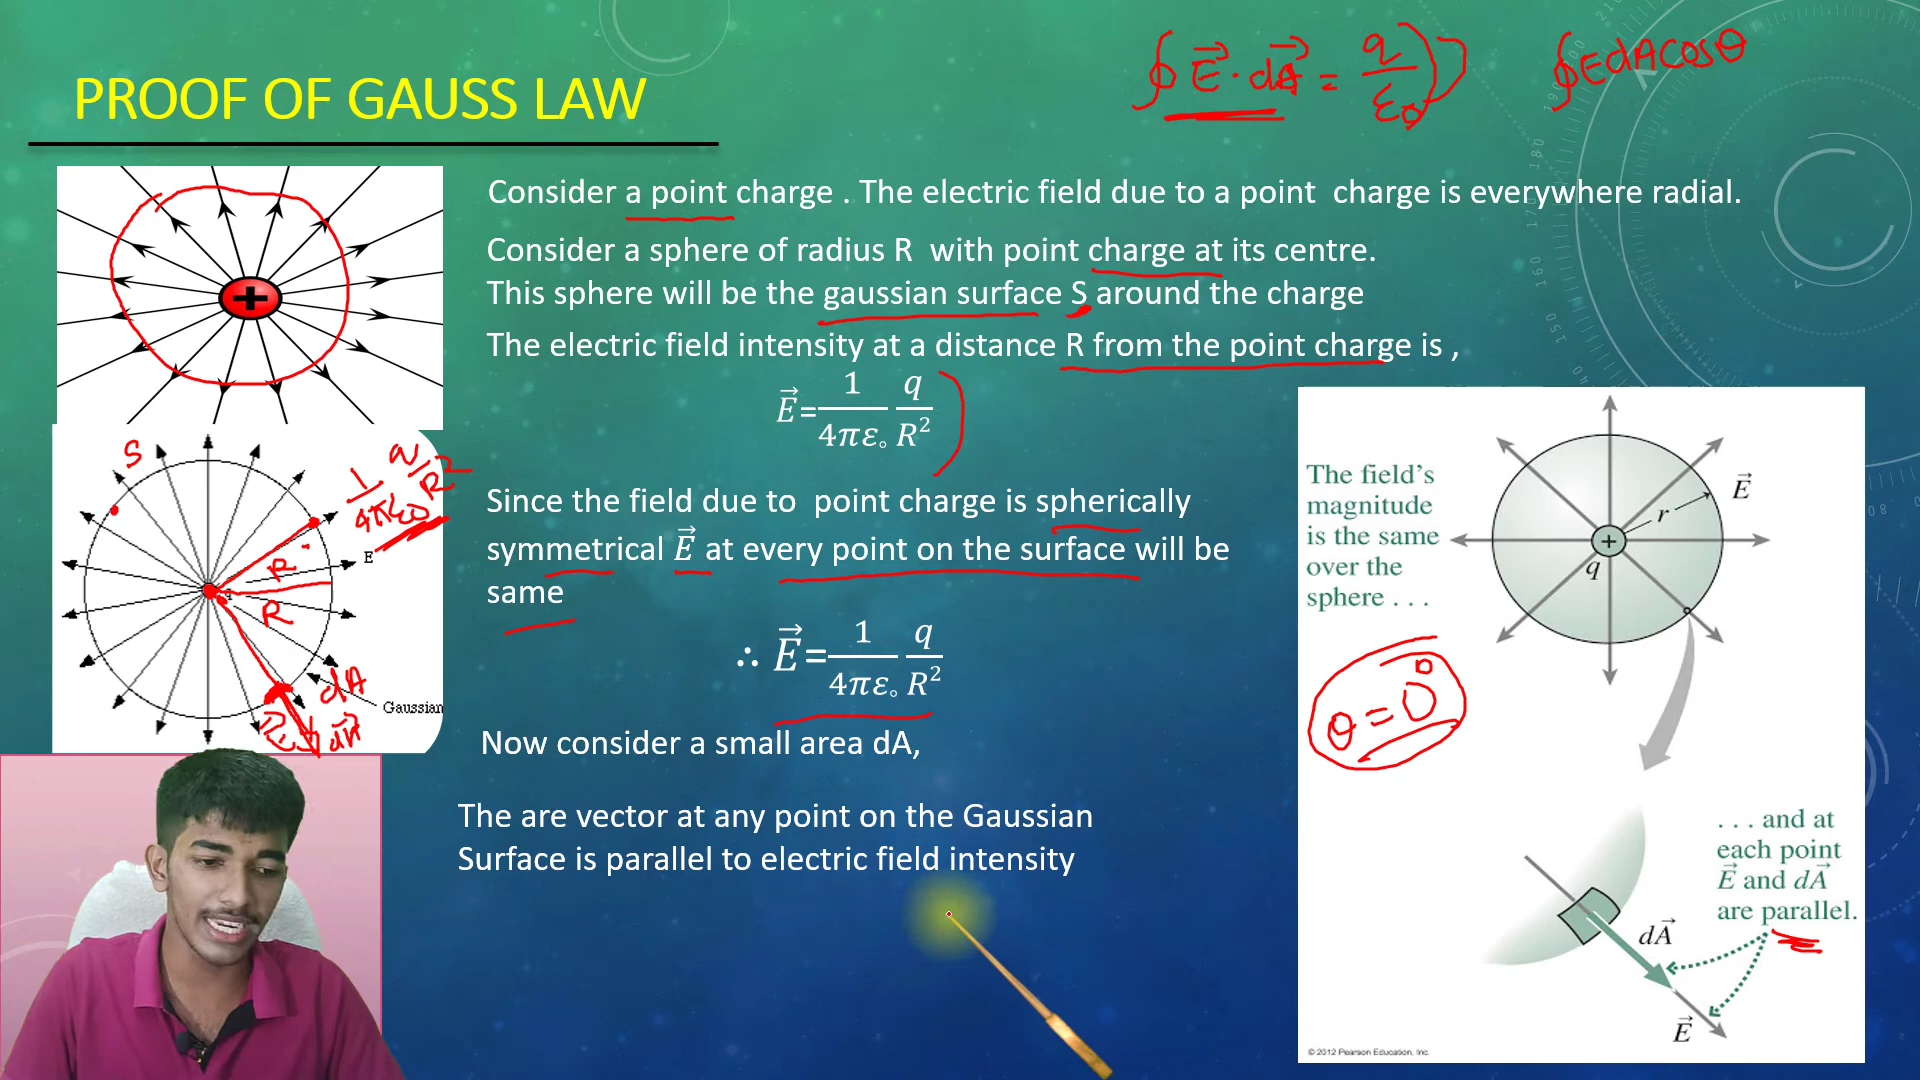 PROOF OF GAUSS LAW
∮ E⃗ · dA⃗ = q/ε₀
∮EdAcosθ
Consider a point charge . The electric field due to a point charge is everywhere radial.
Consider a sphere of radius R with point charge at its centre.
This sphere will be the gaussian surface S around the charge
The electric field intensity at a distance R from the point charge is ,
E⃗=1/4πε∘ q/R²
Since the field due to point charge is spherically
symmetrical E⃗ at every point on the surface will be
same
∴ E⃗=1/4πε∘ q/R²
Now consider a small area dA,
The are vector at any point on the Gaussian
Surface is parallel to electric field intensity
+
S
1/4πε₀ q/R²
E
R
R
q
dA
Gaussian
dA⃗
The field's
magnitude
is the same
over the
sphere . . .
E⃗
r
+
q
θ = 0°
. . . and at
each point
E⃗ and dA⃗
are parallel.
dA⃗
E⃗
© 2012 Pearson Education, Inc.